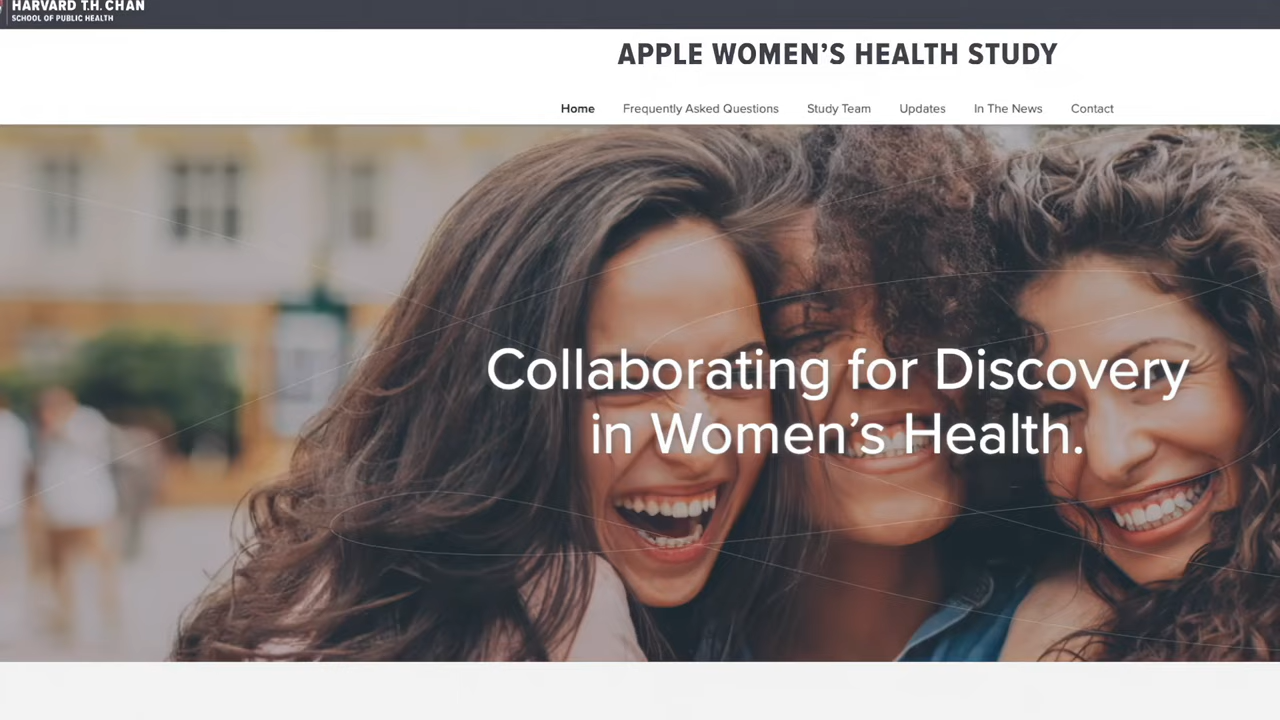 HARVARD T.H. CHAN
SCHOOL OF PUBLIC HEALTH
APPLE WOMEN’S HEALTH STUDY
Home Frequently Asked Questions Study Team Updates In The News Contact
Collaborating for Discovery
in Women’s Health.